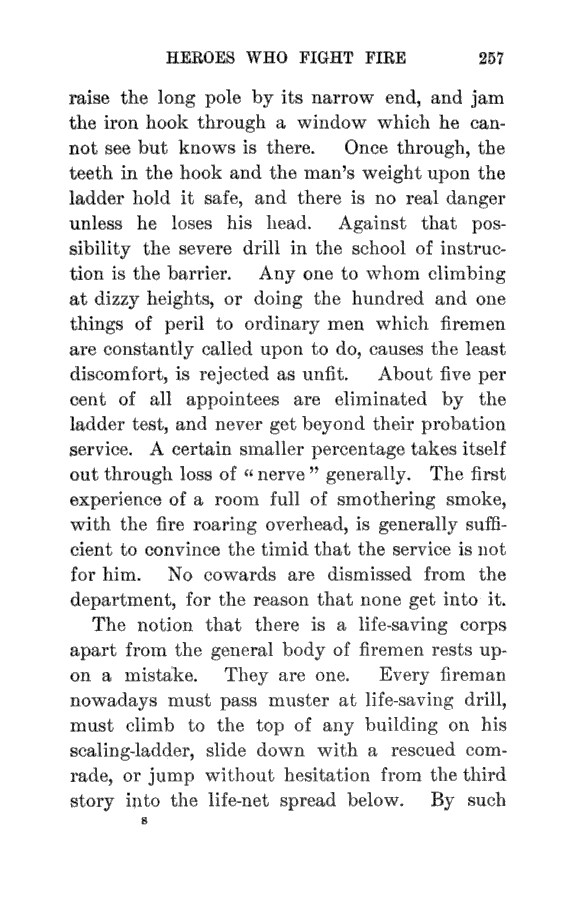 HEROES WHO FIGHT FIRE 257
raise the long pole by its narrow end, and jam
the iron hook through a window which he can-
not see but knows is there. Once through, the
teeth in the hook and the man's weight upon the
ladder hold it safe, and there is no real danger
unless he loses his head. Against that pos-
sibility the severe drill in the school of instruc-
tion is the barrier. Any one to whom climbing
at dizzy heights, or doing the hundred and one
things of peril to ordinary men which firemen
are constantly called upon to do, causes the least
discomfort, is rejected as unfit. About five per
cent of all appointees are eliminated by the
ladder test, and never get beyond their probation
service. A certain smaller percentage takes itself
out through loss of "nerve" generally. The first
experience of a room full of smothering smoke,
with the fire roaring overhead, is generally suffi-
cient to convince the timid that the service is not
for him. No cowards are dismissed from the
department, for the reason that none get into it.
The notion that there is a life-saving corps
apart from the general body of firemen rests up-
on a mistake. They are one. Every fireman
nowadays must pass muster at life-saving drill,
must climb to the top of any building on his
scaling-ladder, slide down with a rescued com-
rade, or jump without hesitation from the third
story into the life-net spread below. By such
s